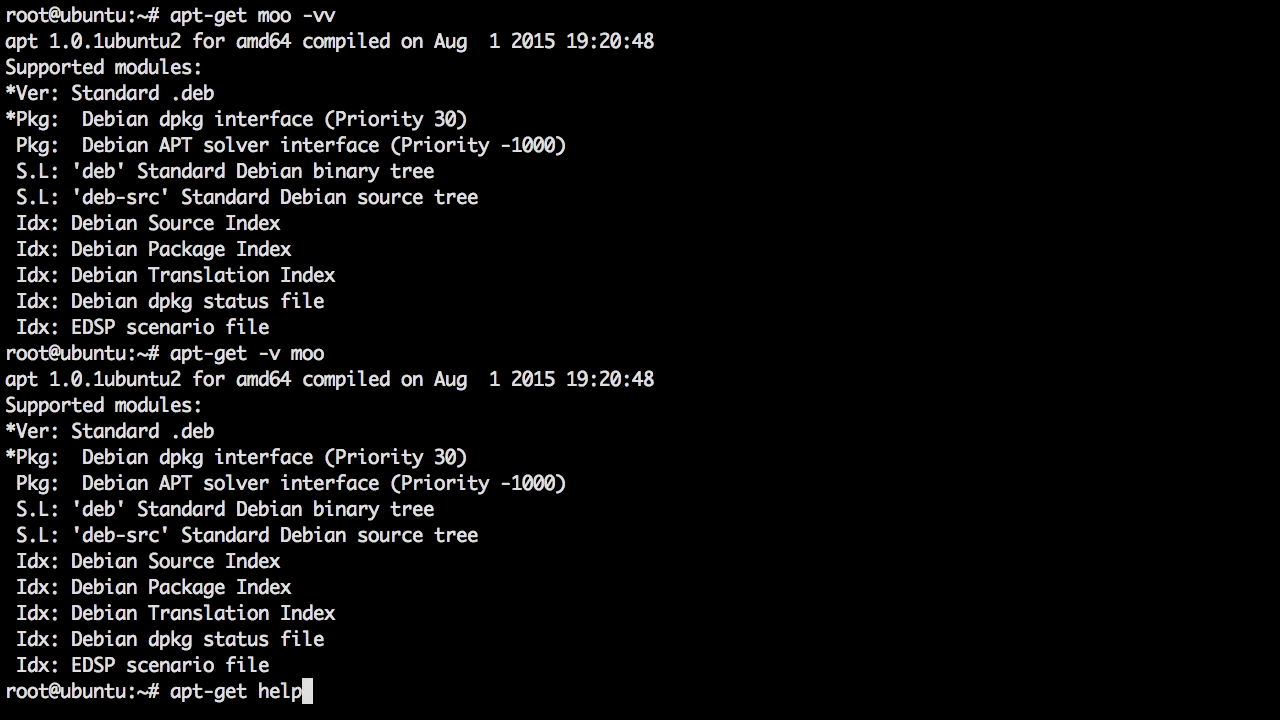 root@ubuntu:~# apt-get moo -vv
apt 1.0.1ubuntu2 for amd64 compiled on Aug  1 2015 19:20:48
Supported modules:
*Ver: Standard .deb
*Pkg:  Debian dpkg interface (Priority 30)
 Pkg:  Debian APT solver interface (Priority -1000)
 S.L: 'deb' Standard Debian binary tree
 S.L: 'deb-src' Standard Debian source tree
 Idx: Debian Source Index
 Idx: Debian Package Index
 Idx: Debian Translation Index
 Idx: Debian dpkg status file
 Idx: EDSP scenario file
root@ubuntu:~# apt-get -v moo
apt 1.0.1ubuntu2 for amd64 compiled on Aug  1 2015 19:20:48
Supported modules:
*Ver: Standard .deb
*Pkg:  Debian dpkg interface (Priority 30)
 Pkg:  Debian APT solver interface (Priority -1000)
 S.L: 'deb' Standard Debian binary tree
 S.L: 'deb-src' Standard Debian source tree
 Idx: Debian Source Index
 Idx: Debian Package Index
 Idx: Debian Translation Index
 Idx: Debian dpkg status file
 Idx: EDSP scenario file
root@ubuntu:~# apt-get help